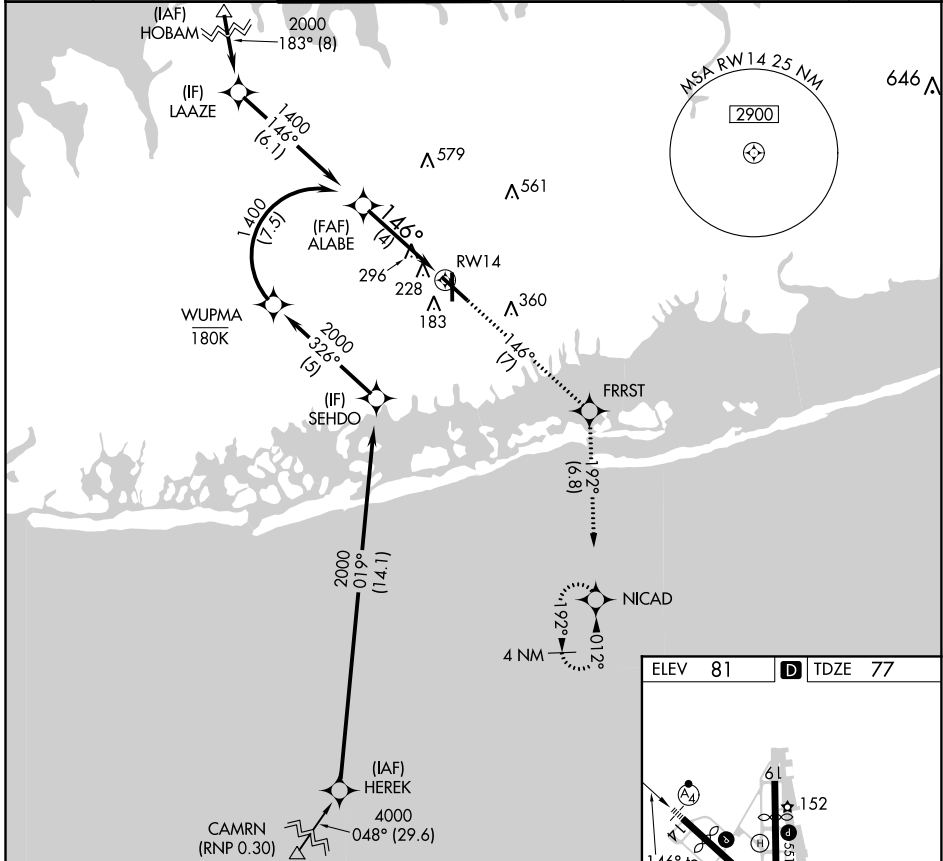 (IAF)
HOBAM
2000
183° (8)
(IF)
LAAZE
1400
146°
(6.1)
MSA RW14 25 NM
2900
646
579
561
1400
(7.5)
(FAF)
ALABE
146°
(4)
296
228
183
RW14
360
WUPMA
180K
2000
326°
(5)
(IF)
SEHDO
146°
(7)
FRRST
192°
(6.8)
2000
019°
(14.1)
NICAD
192°
012°
4 NM
(IAF)
HEREK
4000
048° (29.6)
CAMRN
(RNP 0.30)
ELEV 81
D
TDZE 77
A4
14
19
152
P
P
H
146° to